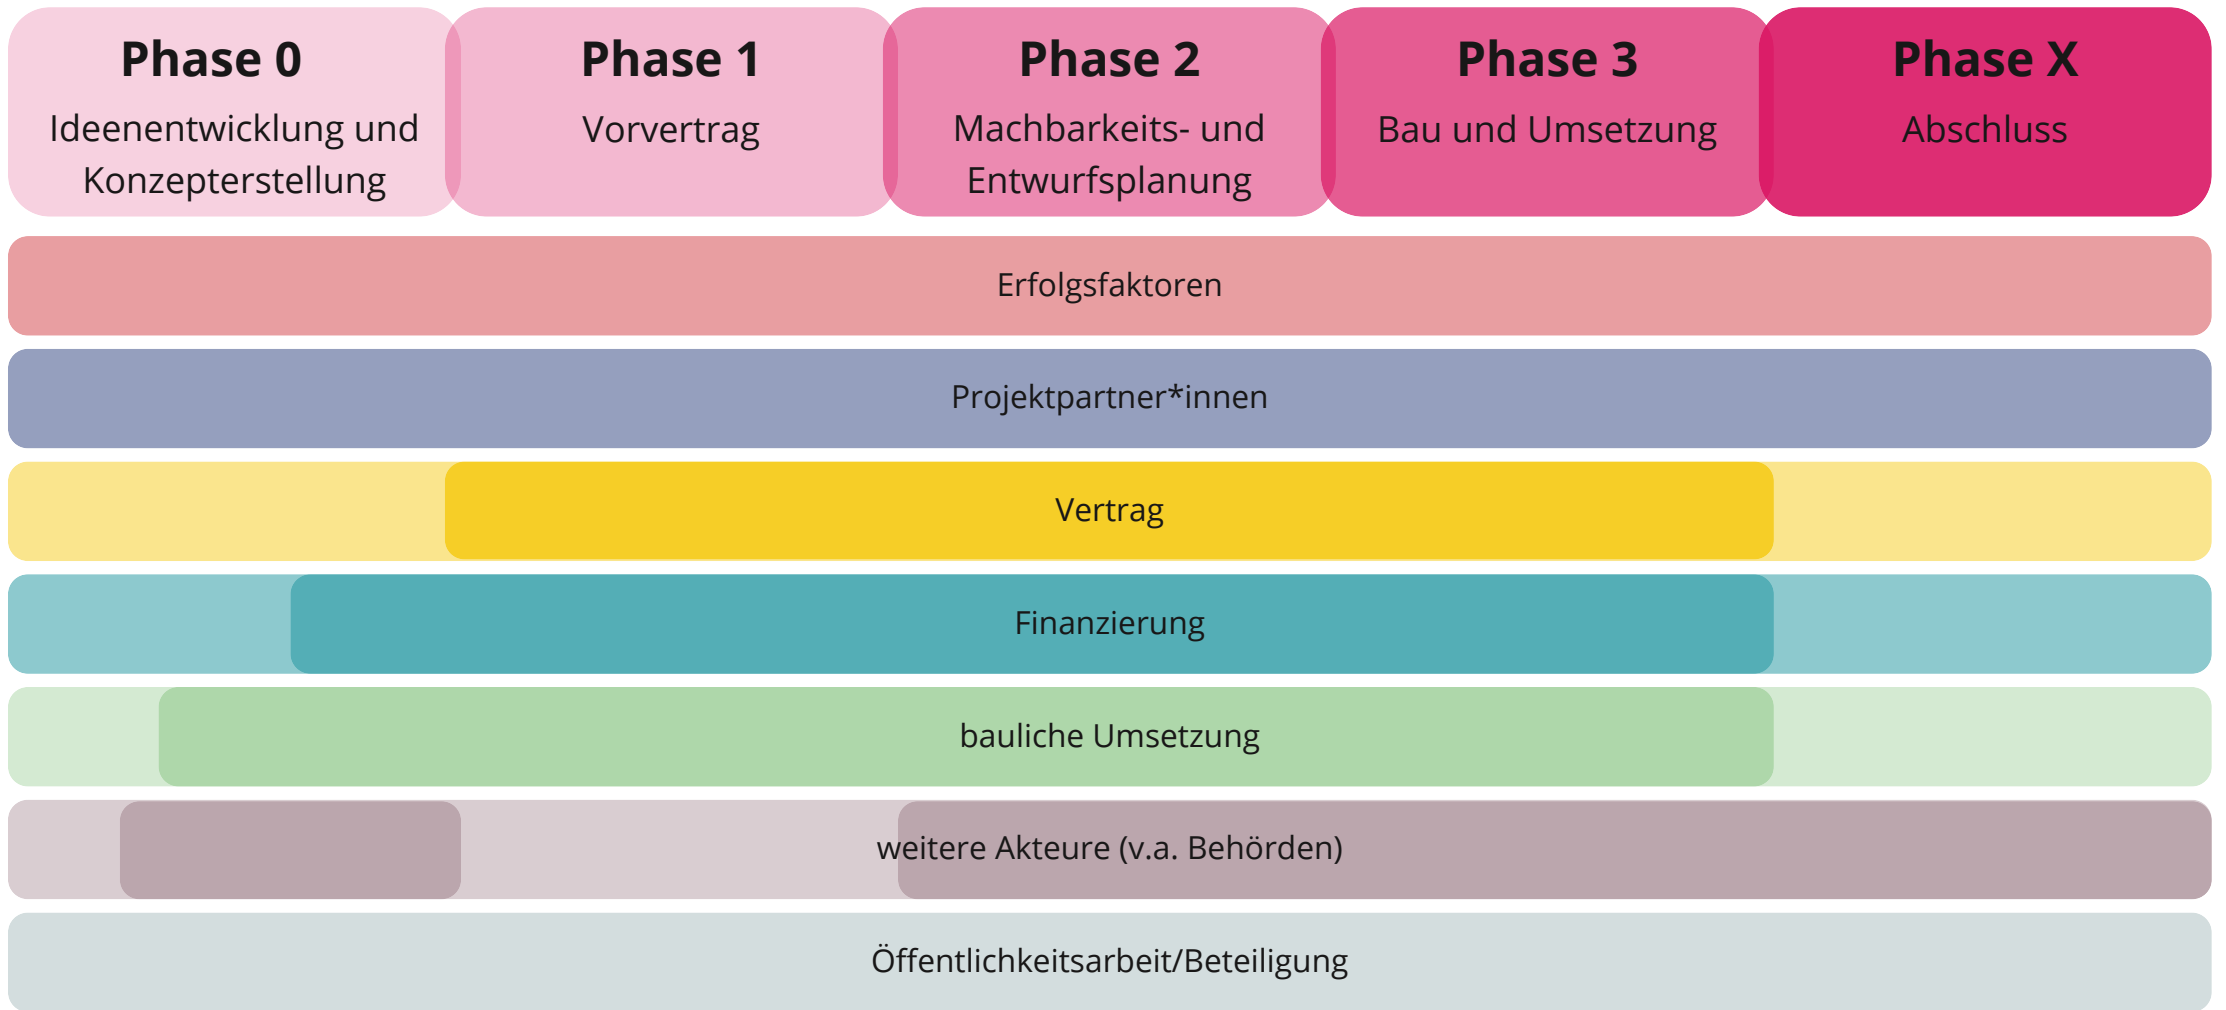 Phase 0
Ideenentwicklung und
Konzepterstellung
Phase 1
Vorvertrag
Phase 2
Machbarkeits- und
Entwurfsplanung
Phase 3
Bau und Umsetzung
Phase X
Abschluss
Erfolgsfaktoren
Projektpartner*innen
Vertrag
Finanzierung
bauliche Umsetzung
weitere Akteure (v.a. Behörden)
Öffentlichkeitsarbeit/Beteiligung